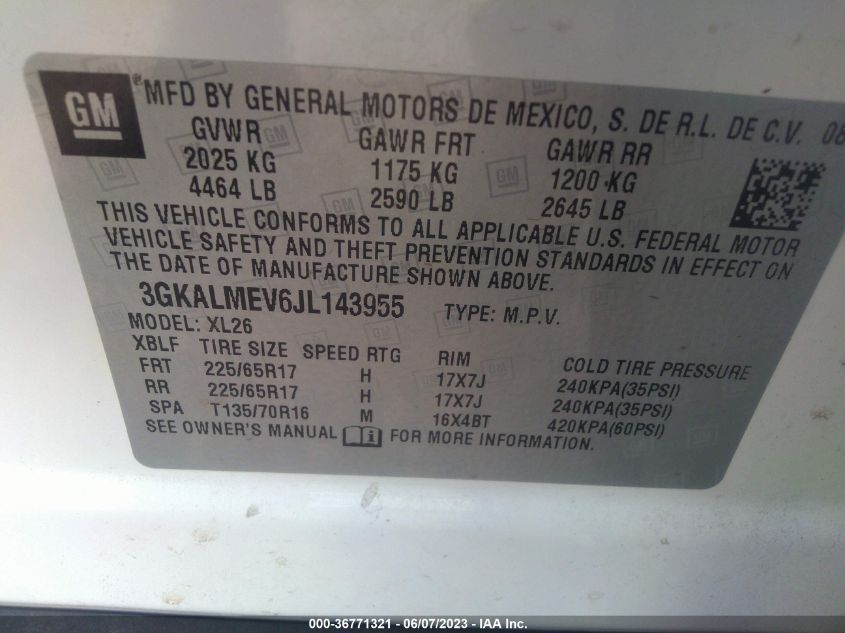 GM
®MFD BY GENERAL MOTORS DE MEXICO, S. DE R.L. DE C.V. 08
GVWR GAWR FRT GAWR RR
2025 KG 1175 KG 1200 KG
4464 LB 2590 LB 2645 LB
THIS VEHICLE CONFORMS TO ALL APPLICABLE U.S. FEDERAL MOTOR
VEHICLE SAFETY AND THEFT PREVENTION STANDARDS IN EFFECT ON
THE DATE OF MANUFACTURE SHOWN ABOVE.
3GKALMEV6JL143955 TYPE: M.P.V.
MODEL: XL26
XBLF TIRE SIZE SPEED RTG RIM COLD TIRE PRESSURE
FRT 225/65R17 H 17X7J 240KPA(35PSI)
RR 225/65R17 H 17X7J 240KPA(35PSI)
SPA T135/70R16 M 16X4BT 420KPA(60PSI)
SEE OWNER'S MANUAL FOR MORE INFORMATION.
000-36771321 - 06/07/2023 - IAA Inc.